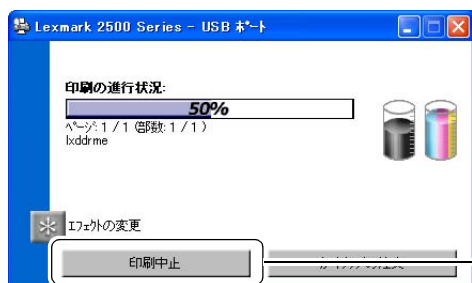 Lexmark 2500 Series - USB ポート
印刷の進行状況:
50%
ページ: 1 / 1 (部数: 1 / 1)
lxddrme
エフェクトの変更
印刷中止